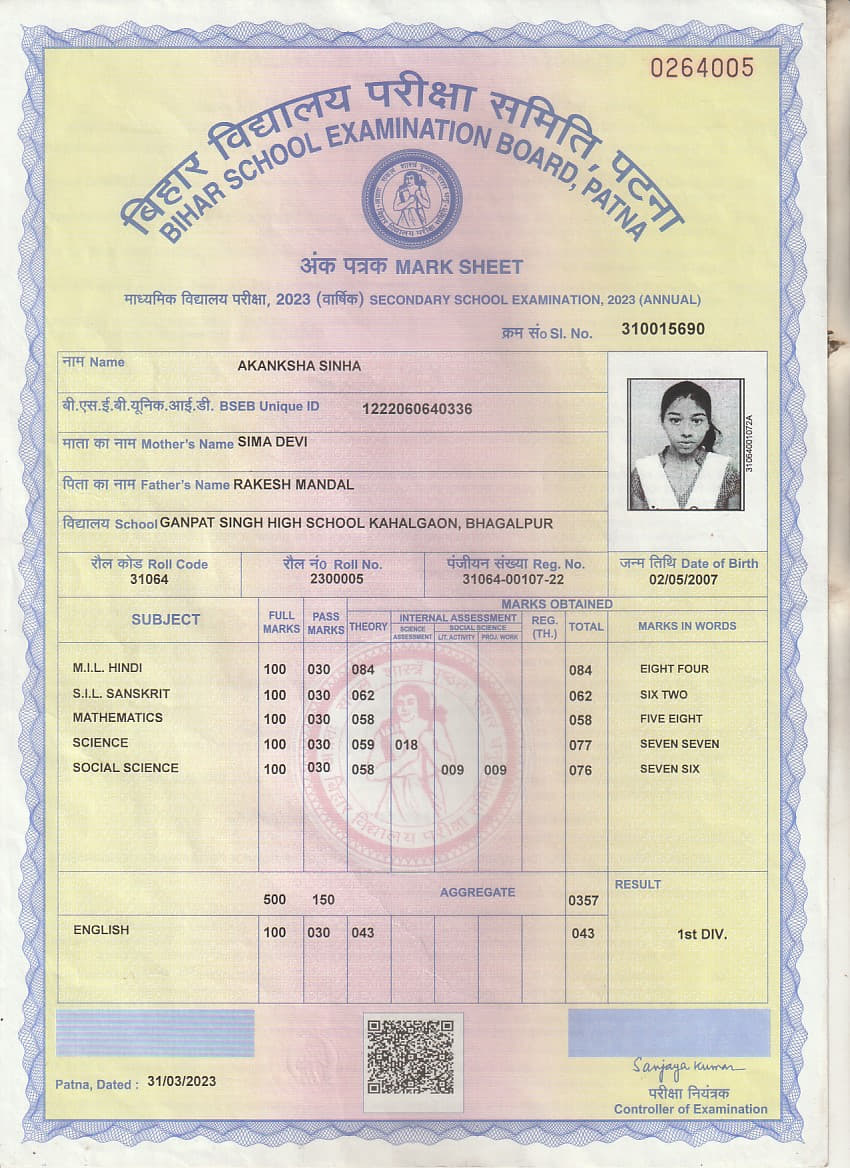 0264005
बिहार विद्यालय परीक्षा समिति, पटना
BIHAR SCHOOL EXAMINATION BOARD, PATNA
अंक पत्रक MARK SHEET
माध्यमिक विद्यालय परीक्षा, 2023 (वार्षिक) SECONDARY SCHOOL EXAMINATION, 2023 (ANNUAL)
क्रम सं० Sl. No. 310015690
नाम Name AKANKSHA SINHA
बी.एस.ई.बी.यूनिक.आई.डी. BSEB Unique ID 1222060640336
माता का नाम Mother's Name SIMA DEVI
पिता का नाम Father's Name RAKESH MANDAL
विद्यालय School GANPAT SINGH HIGH SCHOOL KAHALGAON, BHAGALPUR
31064001072A
रौल कोड Roll Code रौल नं० Roll No. पंजीयन संख्या Reg. No. जन्म तिथि Date of Birth
31064 2300005 31064-00107-22 02/05/2007
SUBJECT FULL MARKS PASS MARKS MARKS OBTAINED
THEORY INTERNAL ASSESSMENT REG. (TH.) TOTAL MARKS IN WORDS
SCIENCE ASSESSMENT SOCIAL SCIENCE
LIT. ACTIVITY PROJ. WORK
M.I.L. HINDI 100 030 084 084 EIGHT FOUR
S.I.L. SANSKRIT 100 030 062 062 SIX TWO
MATHEMATICS 100 030 058 058 FIVE EIGHT
SCIENCE 100 030 059 018 077 SEVEN SEVEN
SOCIAL SCIENCE 100 030 058 009 009 076 SEVEN SIX
बिहार विद्यालय परीक्षा समिति
500 150 AGGREGATE 0357 RESULT
ENGLISH 100 030 043 043 1st DIV.
Patna, Dated : 31/03/2023
Sanjaya Kumar
परीक्षा नियंत्रक
Controller of Examination